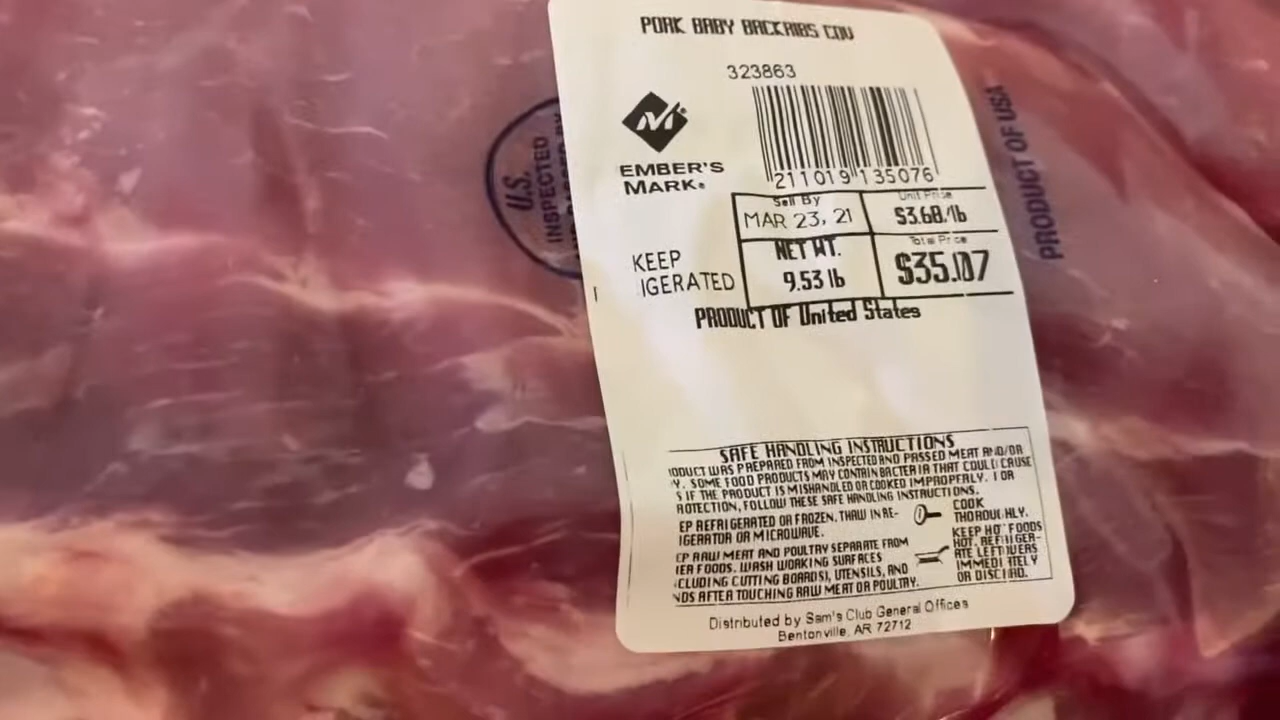 PORK BABY BACKRIBS COV
323863
EMBER'S
MARK
211019 135076
Sell By
MAR 23, 21
Unit Price
$3.68/lb
NET WT.
9.53 lb
Total Price
$35.07
KEEP
IGERATED
PRODUCT OF United States
SAFE HANDLING INSTRUCTIONS
ODUCT WAS PREPARED FROM INSPECTED AND PASSED MEAT AND/OR
Y. SOME FOOD PRODUCTS MAY CONTAIN BACTERIA THAT COULD CAUSE
S IF THE PRODUCT IS MISHANDLED OR COOKED IMPROPERLY. FOR
ROTECTION, FOLLOW THESE SAFE HANDLING INSTRUCTIONS.
EP REFRIGERATED OR FROZEN. THAW IN RE-
IGERATOR OR MICROWAVE.
EP RAW MEAT AND POULTRY SEPARATE FROM
HER FOODS. WASH WORKING SURFACES
CLUDING CUTTING BOARDS), UTENSILS, AND
NDS AFTER TOUCHING RAW MEAT OR POULTRY.
COOK
THOROUGHLY.
KEEP HOT FOODS
HOT. REFRIGER-
ATE LEFTOVERS
IMMEDIATELY
OR DISCARD.
Distributed by Sam's Club General Offices
Bentonville, AR 72712
U.S.
INSPECTED
PRODUCT OF USA